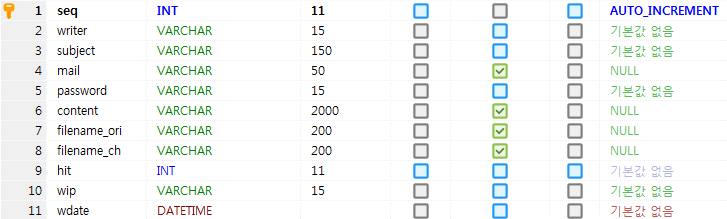 1 seq INT 11 AUTO_INCREMENT
2 writer VARCHAR 15 기본값 없음
3 subject VARCHAR 150 기본값 없음
4 mail VARCHAR 50 NULL
5 password VARCHAR 15 기본값 없음
6 content VARCHAR 2000 NULL
7 filename_ori VARCHAR 200 NULL
8 filename_ch VARCHAR 200 NULL
9 hit INT 11 기본값 없음
10 wip VARCHAR 15 기본값 없음
11 wdate DATETIME 기본값 없음